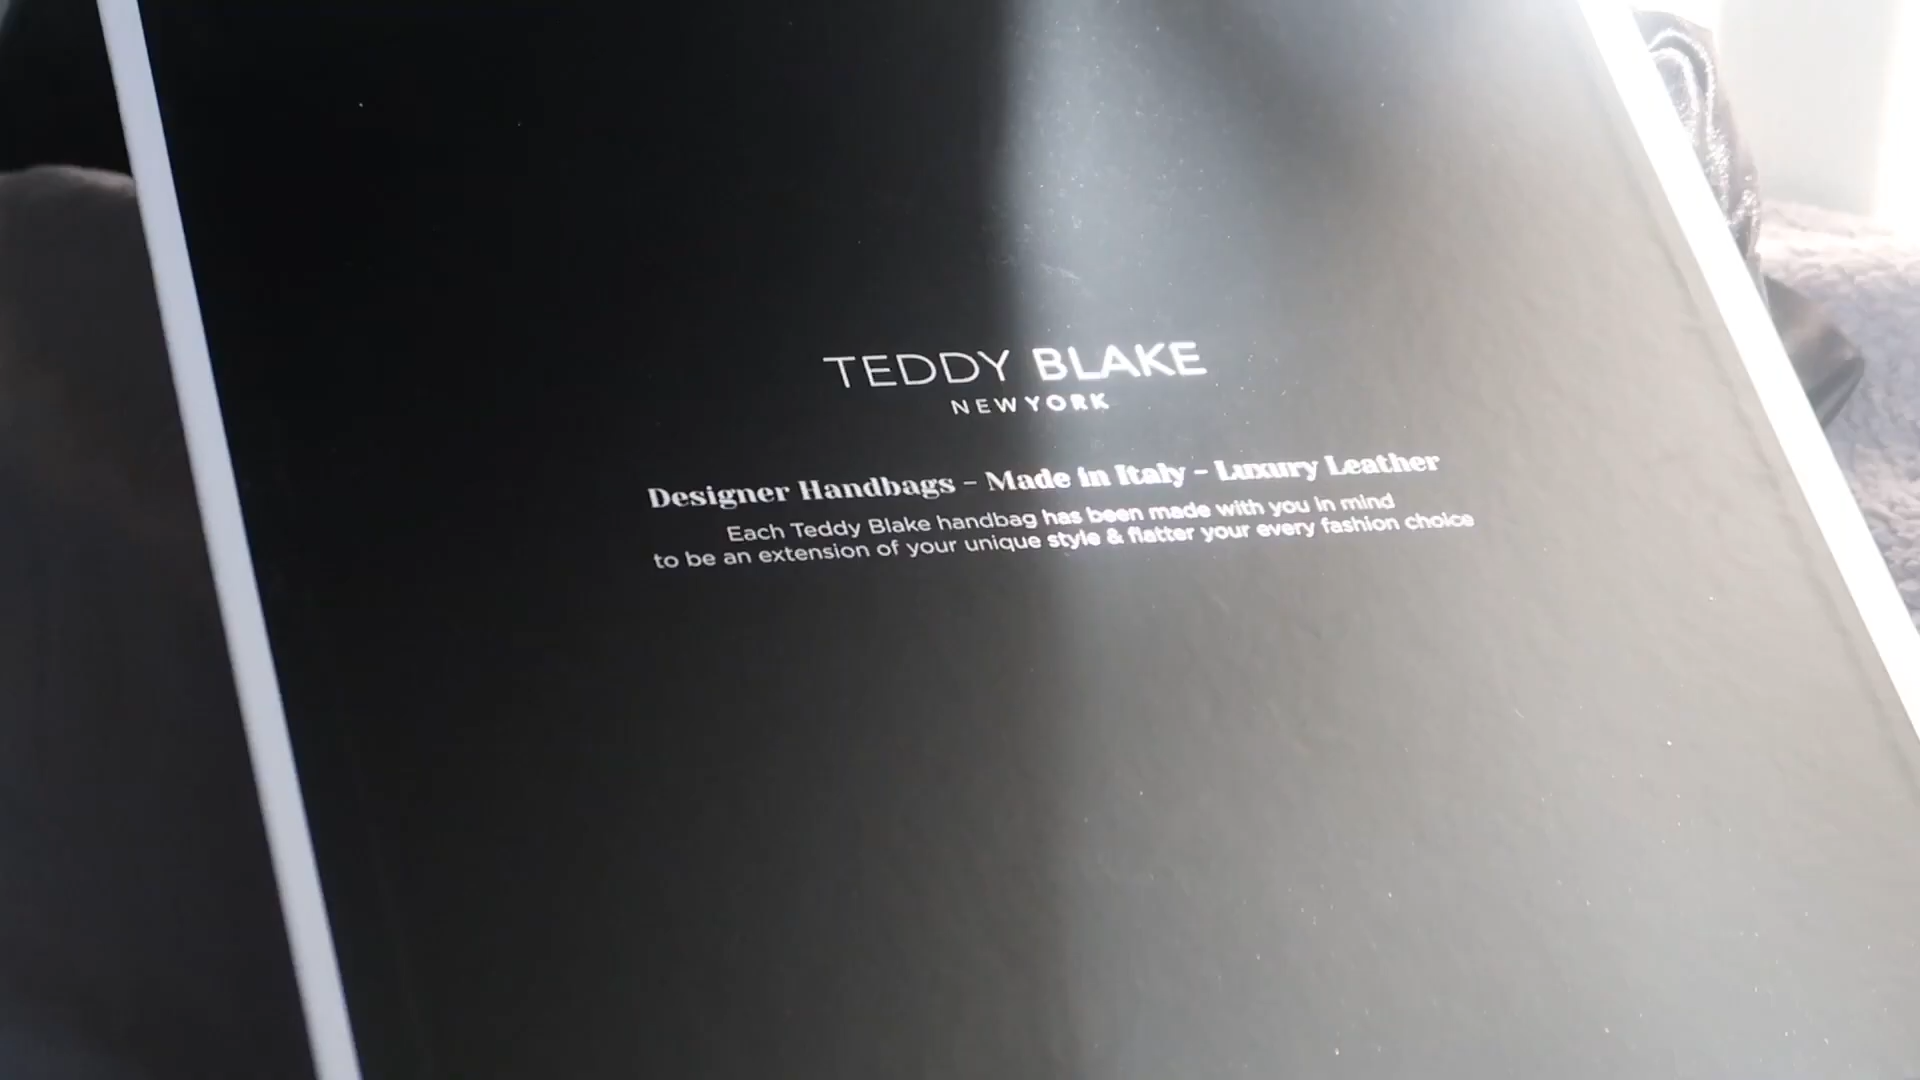 TEDDY BLAKE
NEW YORK
Designer Handbags - Made in Italy - Luxury Leather
Each Teddy Blake handbag has been made with you in mind
to be an extension of your unique style & flatter your every fashion choice